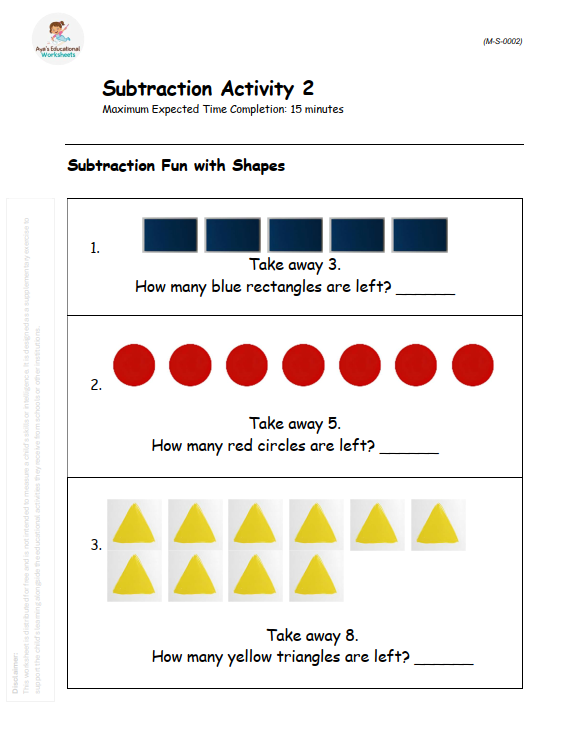 Aya's Educational
Worksheets
(M-S-0002)
Subtraction Activity 2
Maximum Expected Time Completion: 15 minutes
Subtraction Fun with Shapes
1.
Take away 3.
How many blue rectangles are left? ______
2.
Take away 5.
How many red circles are left? ______
3.
Take away 8.
How many yellow triangles are left? ______
Disclaimer:
This worksheet is distributed for free and is not intended to measure a child's skills or intelligence. It is designed as a supplementary exercise to
support the child's learning alongside the educational activities they receive from schools or other institutions.